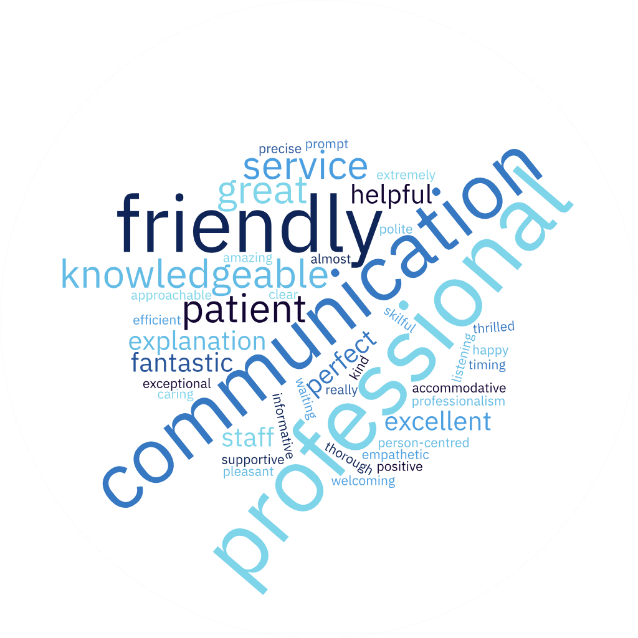 precise prompt
service
great extremely
helpful
friendly
communication
professional
polite
amazing almost
knowledgeable
approachable clear
patient
efficient
skilful
explanation
thrilled
fantastic
perfect
listening
happy
timing
kind
exceptional
caring
waiting
really
accommodative
professionalism
informative
excellent
staff
person-centred
thorough
empathetic
supportive
positive
pleasant
welcoming